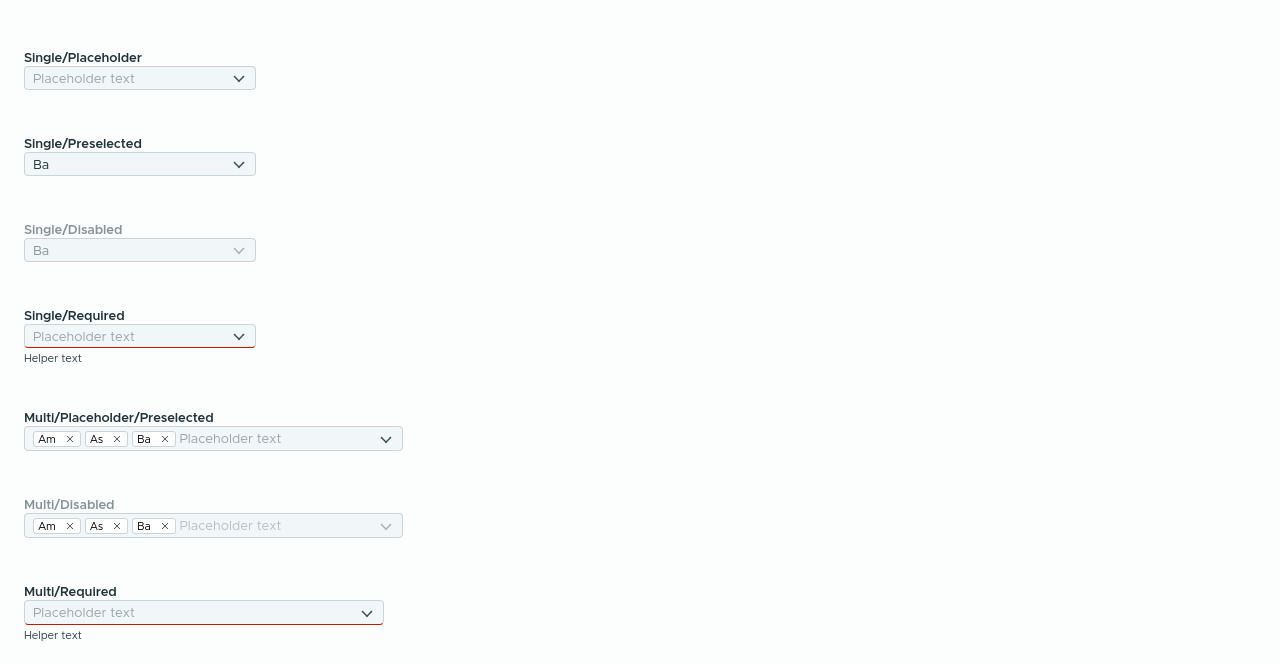 Single/Placeholder
Placeholder text
Single/Preselected
Ba
Single/Disabled
Ba
Single/Required
Placeholder text
Helper text
Multi/Placeholder/Preselected
Am As Ba Placeholder text
Multi/Disabled
Am As Ba Placeholder text
Multi/Required
Placeholder text
Helper text